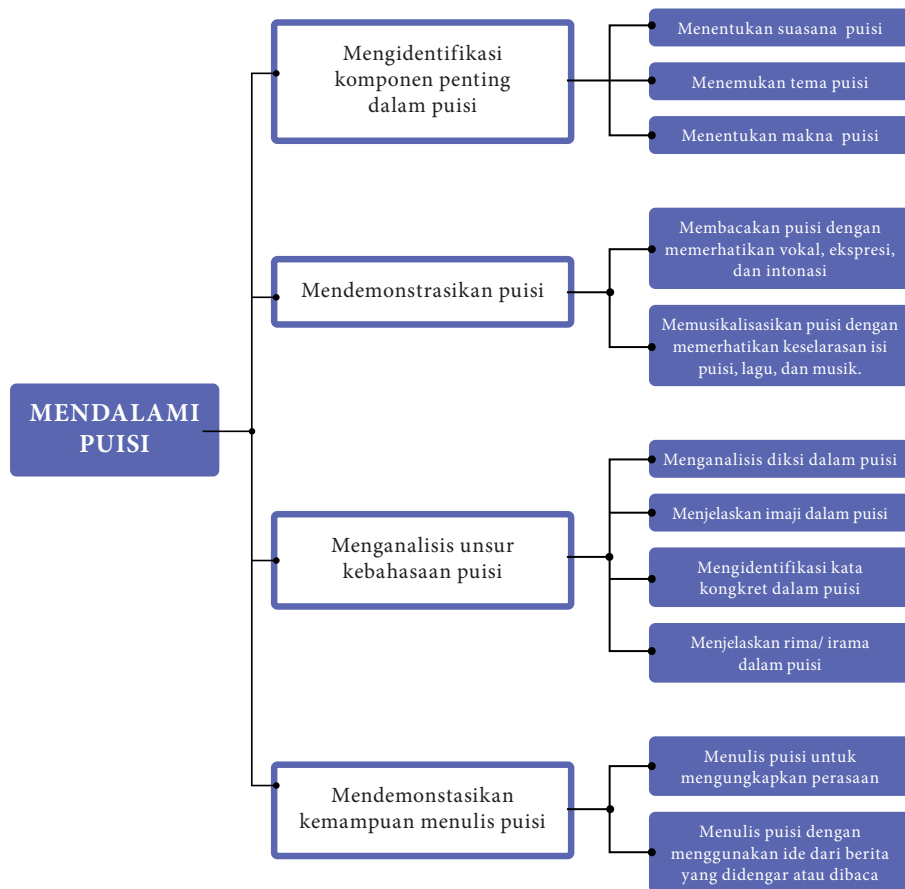 MENDALAMI
PUISI
Mengidentifikasi
komponen penting
dalam puisi
Menentukan suasana puisi
Menemukan tema puisi
Menentukan makna puisi
Mendemonstrasikan puisi
Membacakan puisi dengan
memerhatikan vokal, ekspresi,
dan intonasi
Memusikalisasikan puisi dengan
memerhatikan keselarasan isi
puisi, lagu, dan musik.
Menganalisis unsur
kebahasaan puisi
Menganalisis diksi dalam puisi
Menjelaskan imaji dalam puisi
Mengidentifikasi kata
kongkret dalam puisi
Menjelaskan rima/ irama
dalam puisi
Mendemonstasikan
kemampuan menulis puisi
Menulis puisi untuk
mengungkapkan perasaan
Menulis puisi dengan
menggunakan ide dari berita
yang didengar atau dibaca